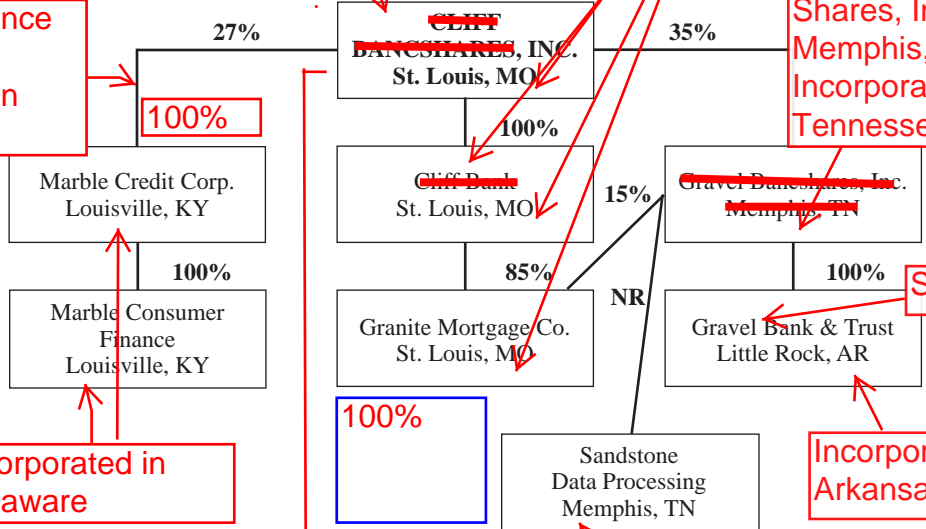 nce
n
27%
100%
CLIFF
BANCSHARES, INC.
St. Louis, MO
35%
Shares, In
Memphis,
Incorpora
Tennesse
100%
Marble Credit Corp.
Louisville, KY
Cliff Bank
St. Louis, MO
15%
Gravel Bancshares, Inc.
Memphis, TN
100%
85%
NR
100%
S
Marble Consumer
Finance
Louisville, KY
Granite Mortgage Co.
St. Louis, MO
Gravel Bank & Trust
Little Rock, AR
100%
orporated in
aware
Sandstone
Data Processing
Memphis, TN
Incorpor
Arkansa